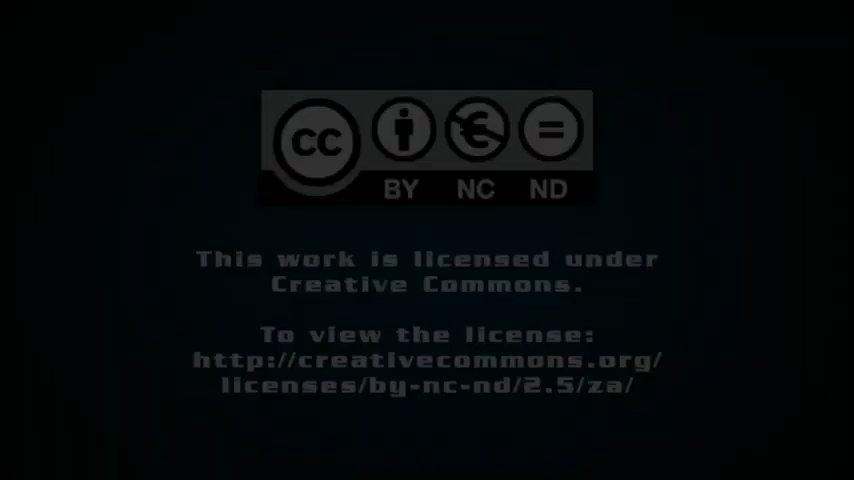 CC
BY NC ND
This work is licensed under
Creative Commons.
To view the license:
http://creativecommons.org/
licenses/by-nc-nd/2.5/za/